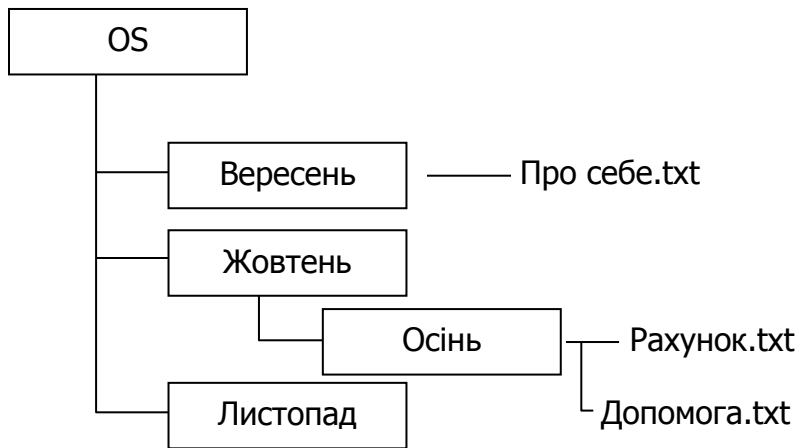 OS
Вересень
Про себе.txt
Жовтень
Осінь
Рахунок.txt
Допомога.txt
Листопад